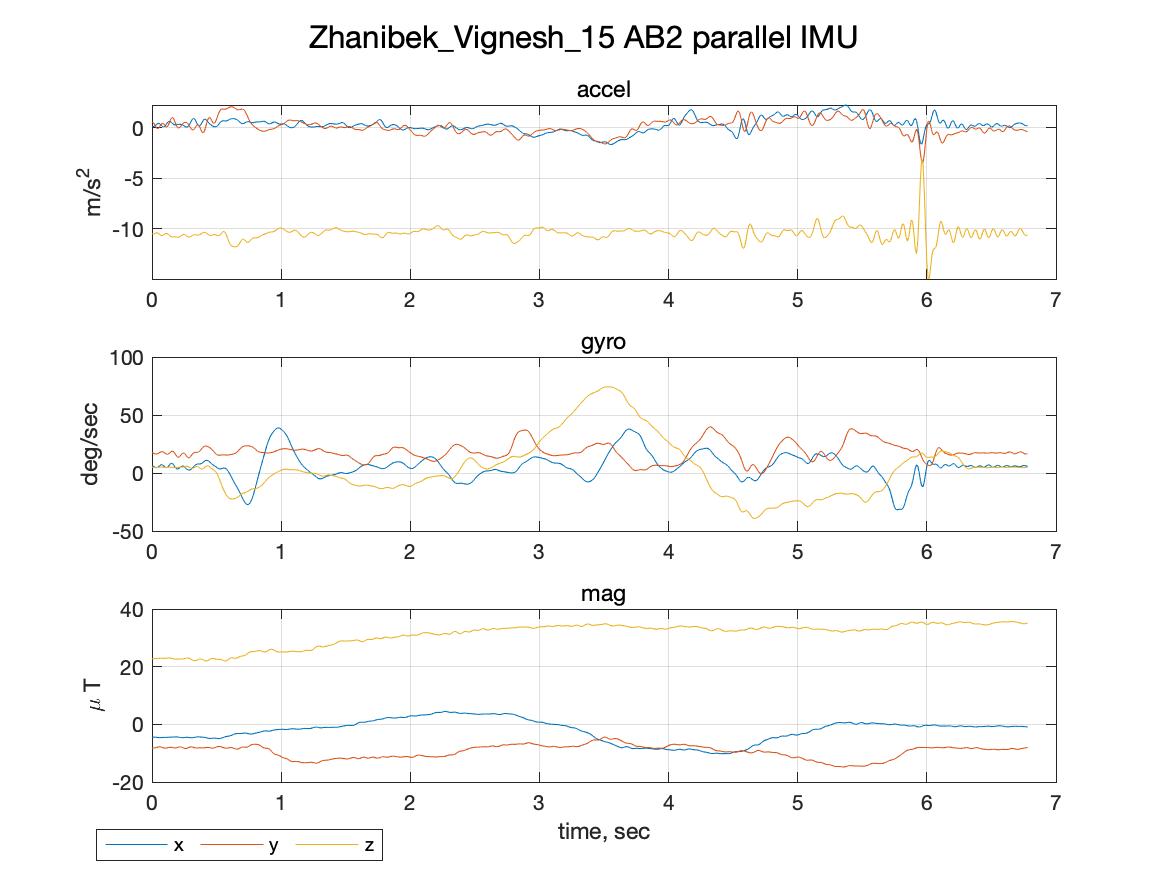 Zhanibek_Vignesh_15 AB2 parallel IMU
accel
m/s²
0
-5
-10
0 1 2 3 4 5 6 7
gyro
deg/sec
100
50
0
-50
0 1 2 3 4 5 6 7
mag
μ T
40
20
0
-20
0 1 2 3 4 5 6 7
time, sec
x y z